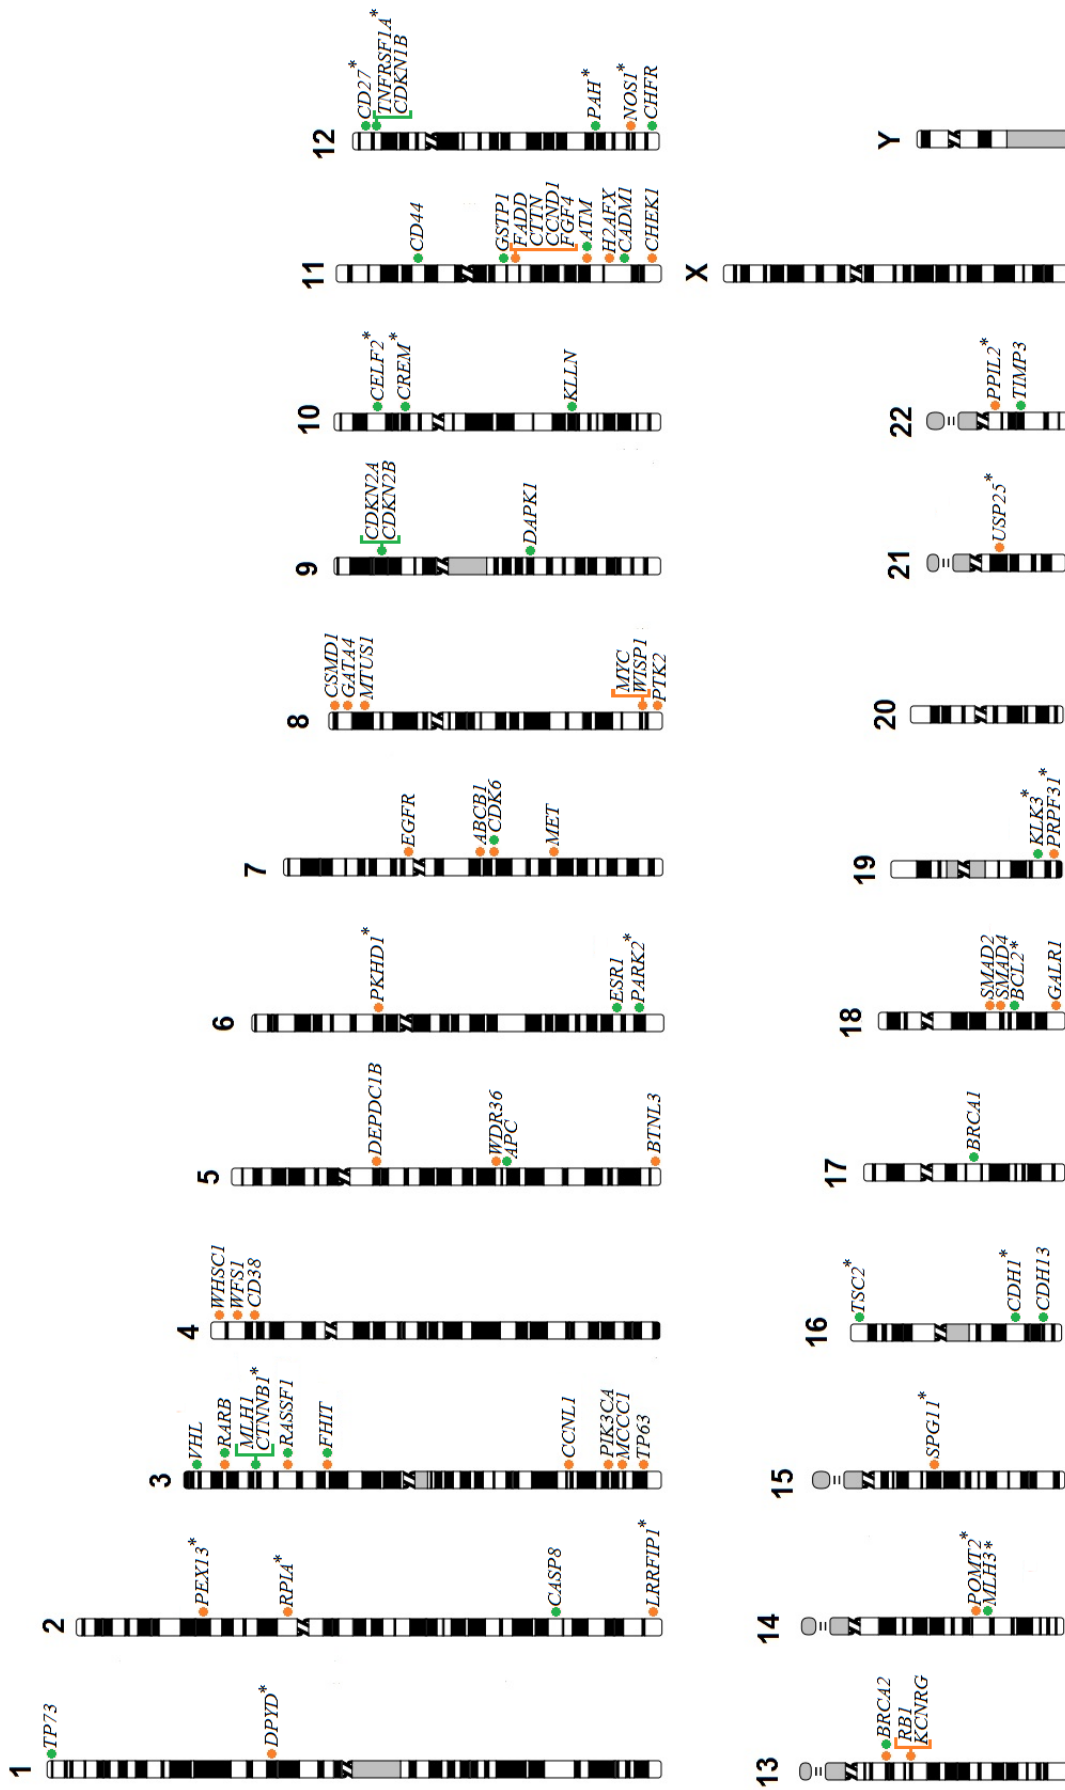 1
TP73
DPYD*
2
PEX13*
RPIA*
CASP8
LRRFIP1*
3
VHL
RARB
MLH1
CTNNB1*
RASSF1
FHIT
CCNL1
PIK3CA
MCCC1
TP63
4
WHSC1
WFS1
CD38
5
DEPDC1B
WDR36
APC
BTNL3
6
PKHD1*
ESR1
PARK2*
7
EGFR
ABCB1
CDK6
MET
8
CSMD1
GATA4
MTUS1
MYC
WISP1
PTK2
9
CDKN2A
CDKN2B
DAPK1
10
CELF2*
CREM*
KLLN
11
CD44
GSTP1
FADD
CTTN
CCND1
FGF4
ATM
H2AFX
CADM1
CHEK1
12
CD27*
TNFRSF1A*
CDKN1B
PAH*
NOS1*
CHFR
13
BRCA2
RB1
KCNRG
14
POMT2*
MLH3*
15
SPG11*
16
TSC2*
CDH1*
CDH13
17
BRCA1
18
SMAD2
SMAD4
BCL2*
GALR1
19
KLK3*
PRPF31*
20
21
USP25*
22
PPIL2*
TIMP3
X
Y